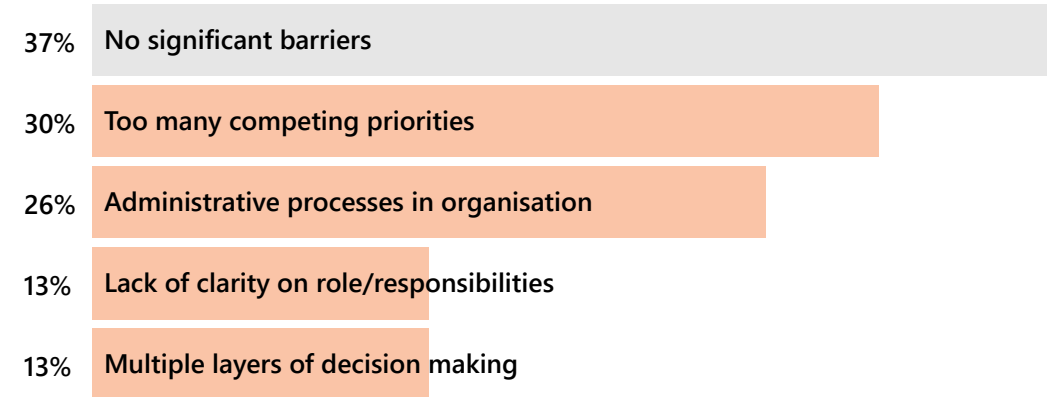 37% No significant barriers
30% Too many competing priorities
26% Administrative processes in organisation
13% Lack of clarity on role/responsibilities
13% Multiple layers of decision making